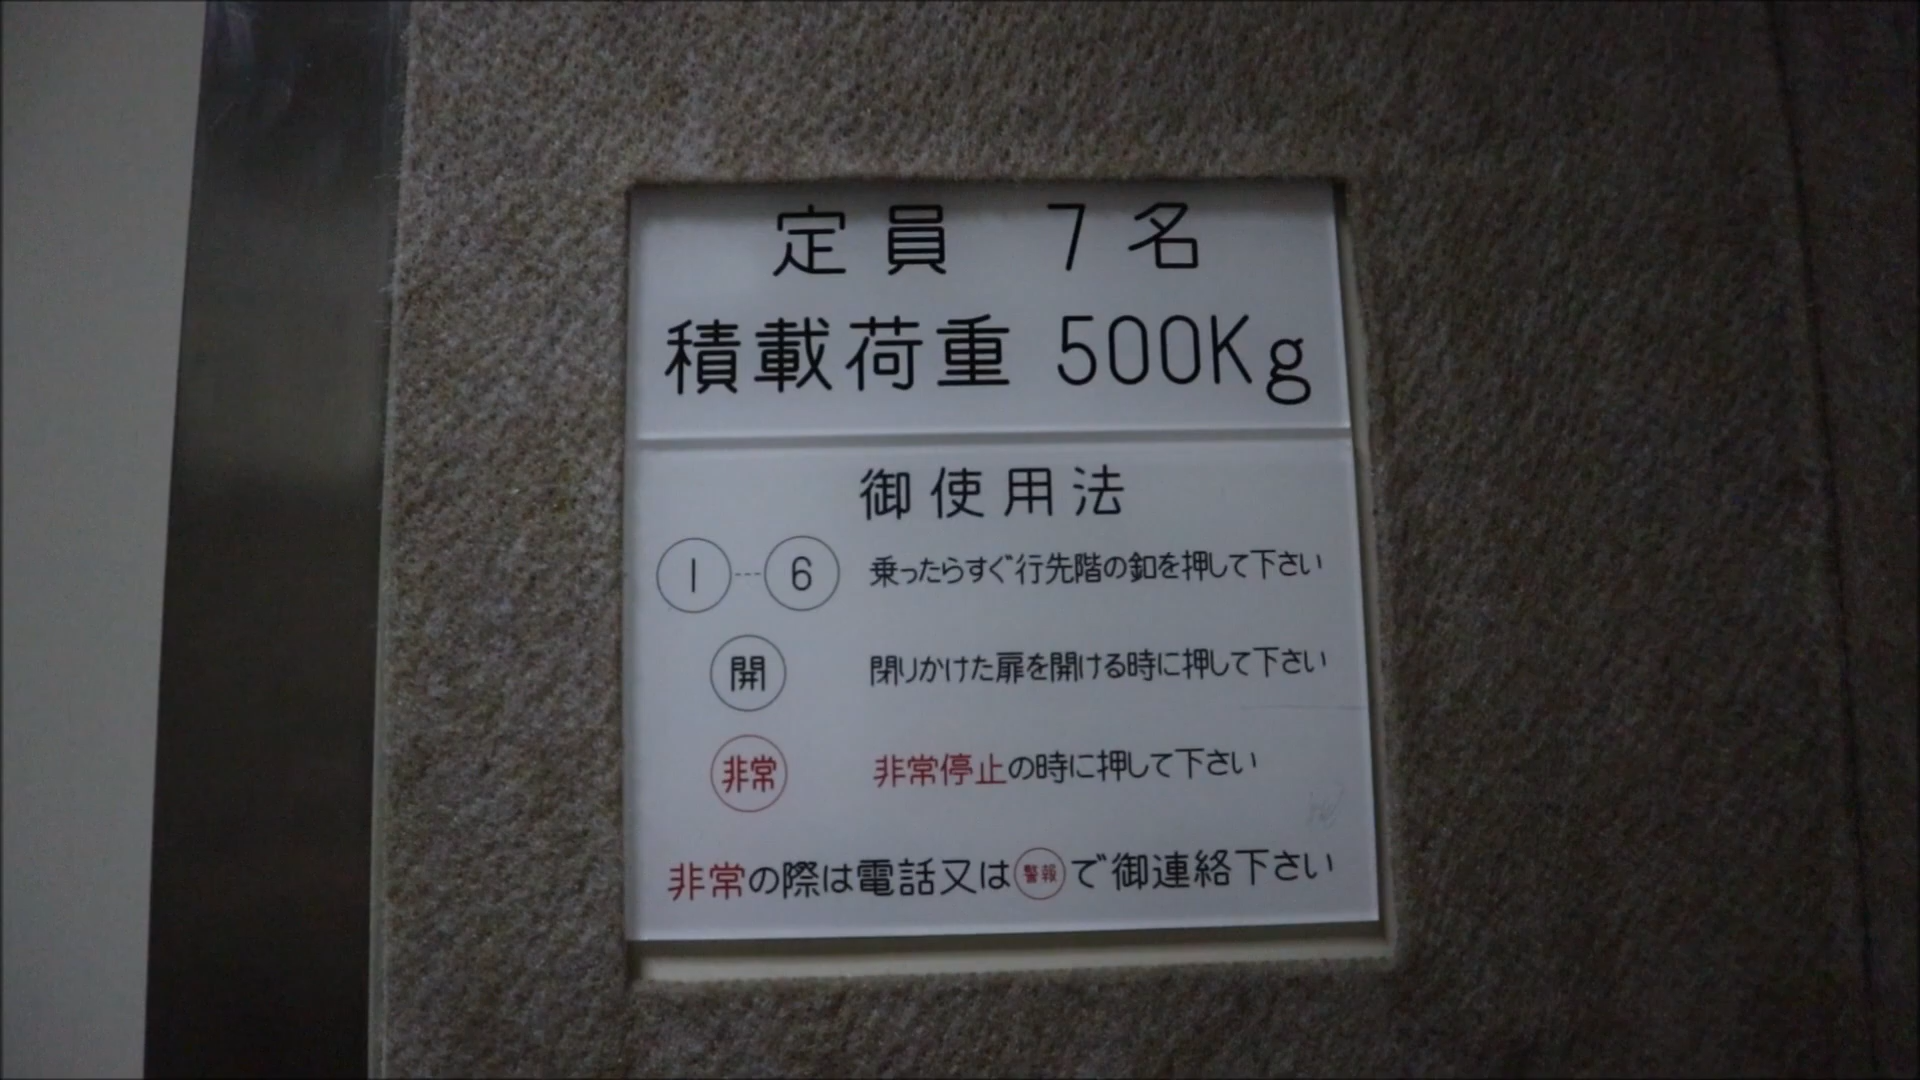 定員 7名
積載荷重 500Kg
御使用法
1---6 乗ったらすぐ行先階の釦を押して下さい
開 閉りかけた扉を開ける時に押して下さい
非常 非常停止の時に押して下さい
非常の際は電話又は警報で御連絡下さい